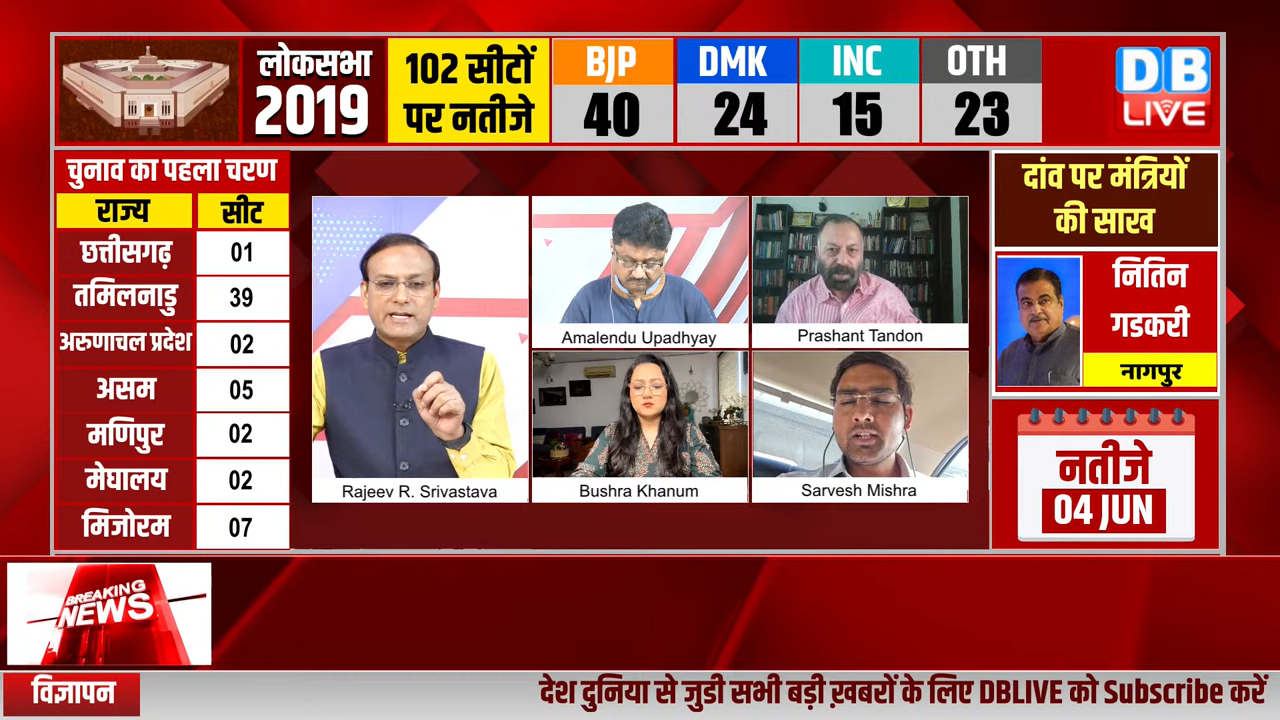 लोकसभा
2019
102 सीटों
पर नतीजे
BJP
40
DMK
24
INC
15
OTH
23
DB
LIVE
चुनाव का पहला चरण
राज्य सीट
छत्तीसगढ़ 01
तमिलनाडु 39
अरुणाचल प्रदेश 02
असम 05
मणिपुर 02
मेघालय 02
मिजोरम 07
Rajeev R. Srivastava
Amalendu Upadhyay
Prashant Tandon
Bushra Khanum
Sarvesh Mishra
दांव पर मंत्रियों
की साख
नितिन
गडकरी
नागपुर
नतीजे
04 JUN
BREAKING
NEWS
विज्ञापन
देश दुनिया से जुडी सभी बड़ी ख़बरों के लिए DBLIVE को Subscribe करें